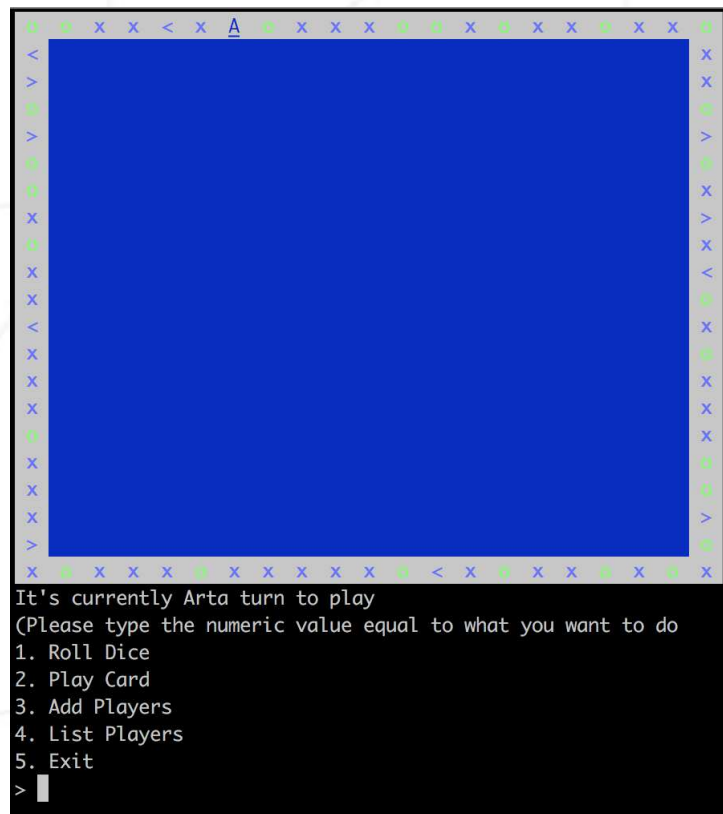 o o x x < x A o x x x o o x o x x o x x o
< x
> x
o o
> >
o o
o x
x >
o x
x <
x o
< x
x o
x x
x x
o x
x o
x o
x >
> o
x o x x x o x x x x x o < x o x x o x o x
It's currently Arta turn to play
(Please type the numeric value equal to what you want to do
1. Roll Dice
2. Play Card
3. Add Players
4. List Players
5. Exit
>